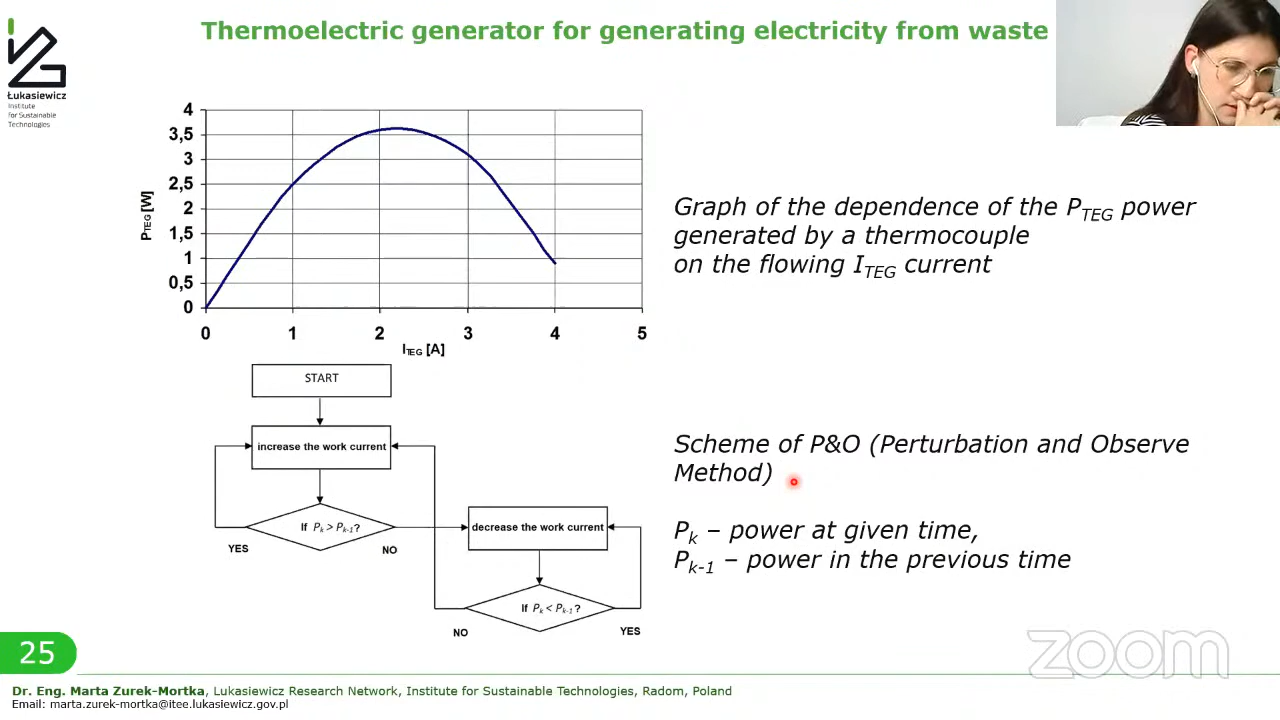 Thermoelectric generator for generating electricity from waste
Łukasiewicz
Institute
for Sustainable
Technologies
4
3,5
3
2,5
2
1,5
1
0,5
0
PTEG [W]
0 1 2 3 4 5
ITEG [A]
Graph of the dependence of the PTEG power
generated by a thermocouple
on the flowing ITEG current
START
increase the work current
If Pk > Pk-1?
YES
NO
decrease the work current
If Pk < Pk-1?
NO
YES
Scheme of P&O (Perturbation and Observe
Method)
Pk – power at given time,
Pk-1 – power in the previous time
zoom
25
Dr. Eng. Marta Zurek-Mortka, Lukasiewicz Research Network, Institute for Sustainable Technologies, Radom, Poland
Email: marta.zurek-mortka@itee.lukasiewicz.gov.pl